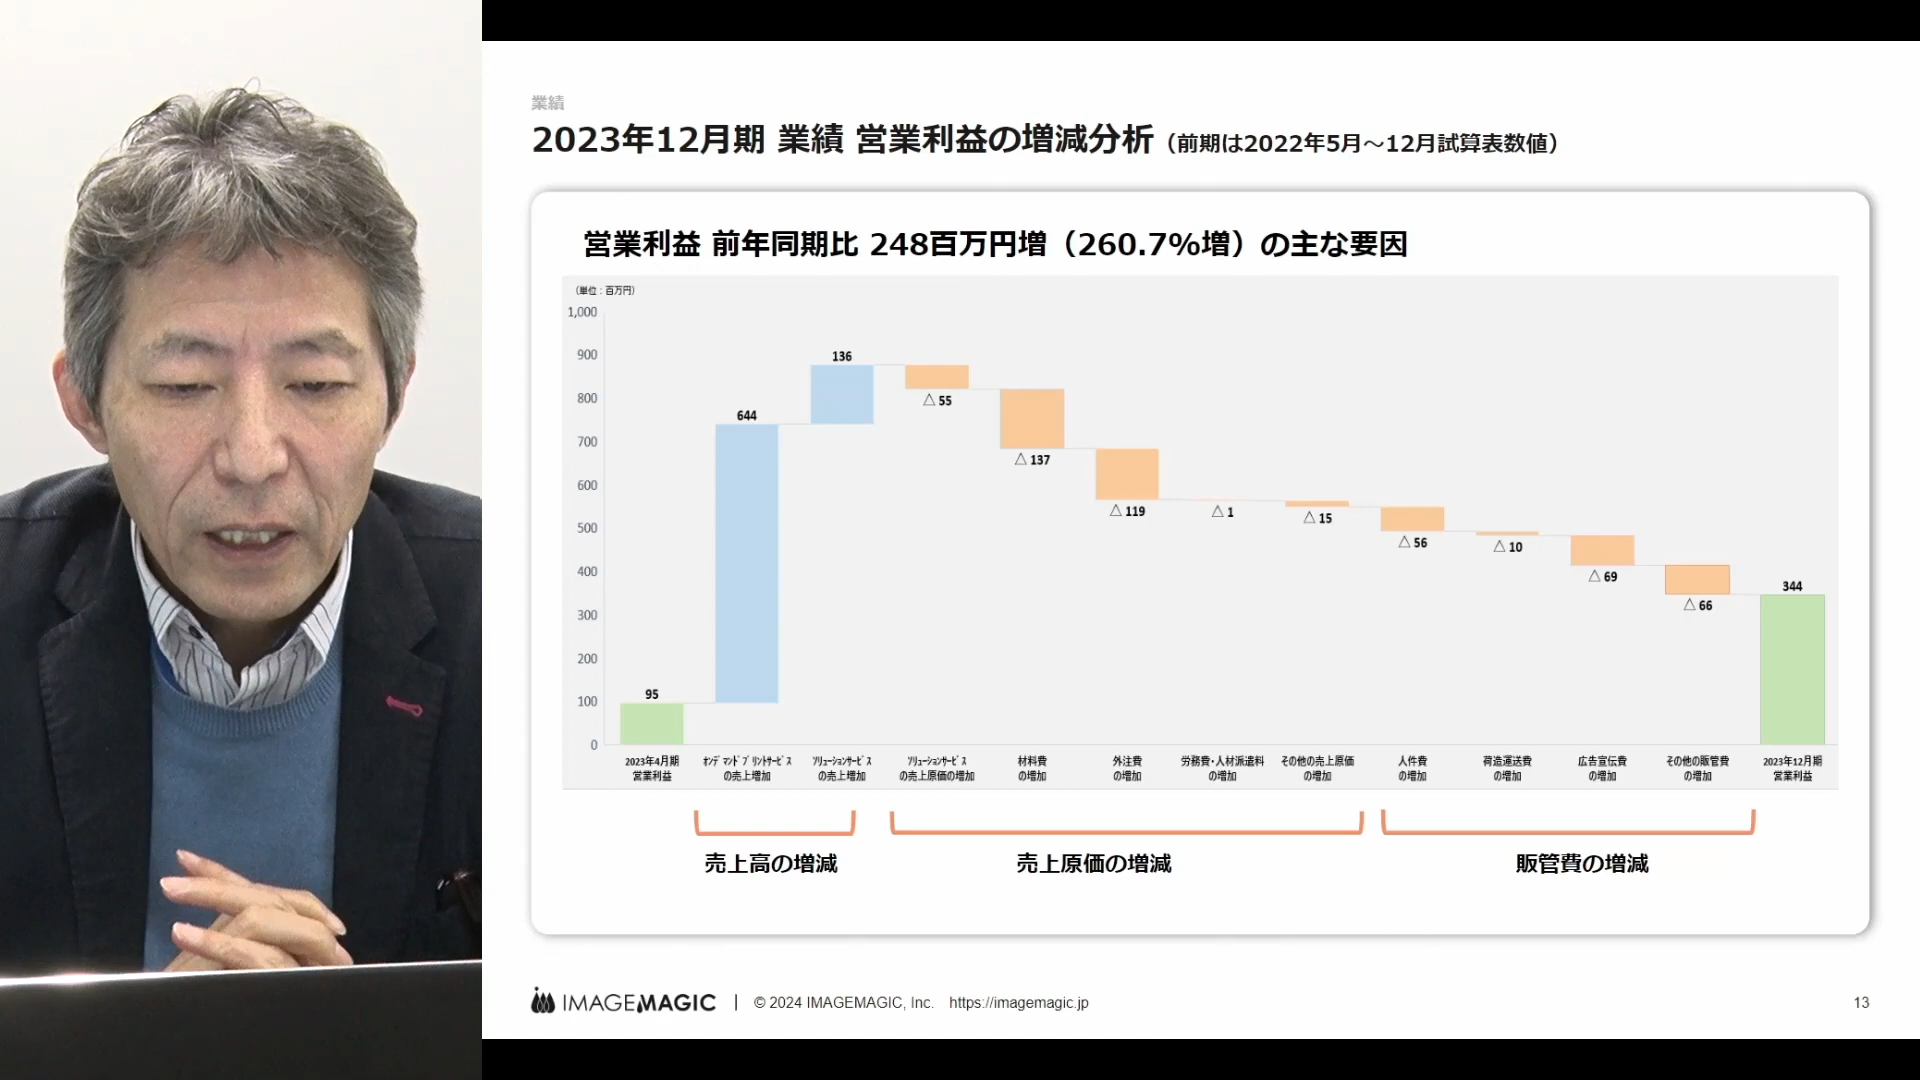 業績
2023年12月期 業績 営業利益の増減分析（前期は2022年5月～12月試算表数値）
営業利益 前年同期比 248百万円増（260.7%増）の主な要因
（単位：百万円）
1,000
900
800
700
600
500
400
300
200
100
0
95
644
136
△ 55
△ 137
△ 119
△ 1
△ 15
△ 56
△ 10
△ 69
△ 66
344
2023年4月期
営業利益
ｵﾝﾃﾞﾏﾝﾄﾞﾌﾟﾘﾝﾄｻｰﾋﾞｽ
の売上増加
ｿﾘｭｰｼｮﾝｻｰﾋﾞｽ
の売上増加
ｿﾘｭｰｼｮﾝｻｰﾋﾞｽ
の売上原価の増加
材料費
の増加
外注費
の増加
労務費・人材派遣料
の増加
その他の売上原価
の増加
人件費
の増加
荷造運送費
の増加
広告宣伝費
の増加
その他の販管費
の増加
2023年12月期
営業利益
売上高の増減
売上原価の増減
販管費の増減
IMAGEMAGIC | © 2024 IMAGEMAGIC, Inc. https://imagemagic.jp
13